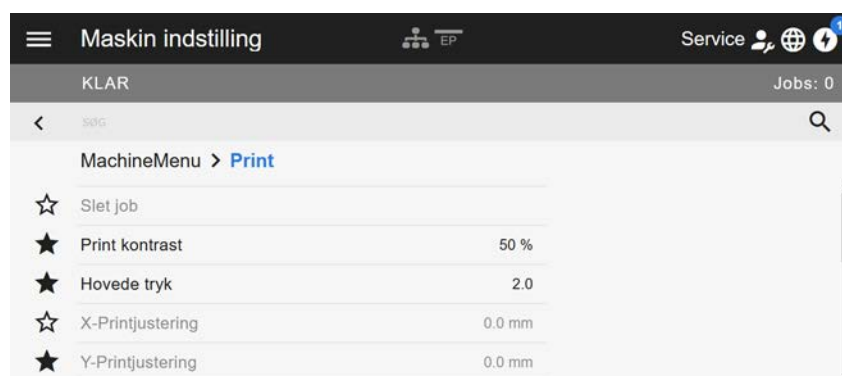 Maskin indstilling EP Service 1
KLAR Jobs: 0
SØG
MachineMenu > Print
Slet job
Print kontrast 50 %
Hovede tryk 2.0
X-Printjustering 0.0 mm
Y-Printjustering 0.0 mm